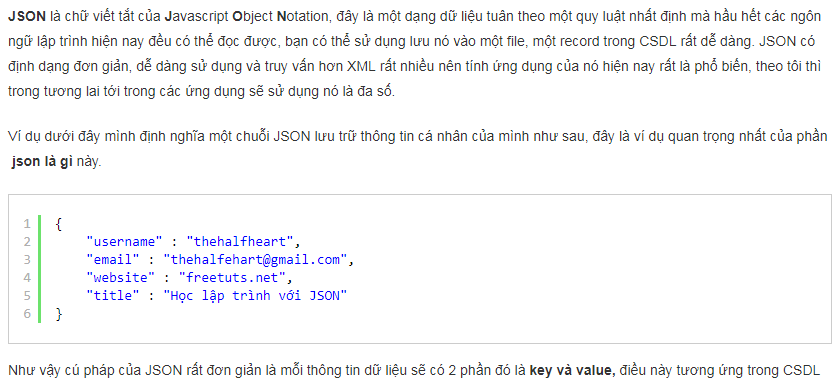 JSON là chữ viết tắt của Javascript Object Notation, đây là một dạng dữ liệu tuân theo một quy luật nhất định mà hầu hết các ngôn
ngữ lập trình hiện nay đều có thể đọc được, bạn có thể sử dụng lưu nó vào một file, một record trong CSDL rất dễ dàng. JSON có
định dạng đơn giản, dễ dàng sử dụng và truy vấn hơn XML rất nhiều nên tính ứng dụng của nó hiện nay rất là phổ biến, theo tôi thì
trong tương lai tới trong các ứng dụng sẽ sử dụng nó là đa số.
Ví dụ dưới đây mình định nghĩa một chuỗi JSON lưu trữ thông tin cá nhân của mình như sau, đây là ví dụ quan trọng nhất của phần
json là gì này.
1 {
2 "username" : "thehalfheart",
3 "email" : "thehalfehart@gmail.com",
4 "website" : "freetuts.net",
5 "title" : "Học lập trình với JSON"
6 }
Như vậy cú pháp của JSON rất đơn giản là mỗi thông tin dữ liệu sẽ có 2 phần đó là key và value, điều này tương ứng trong CSDL